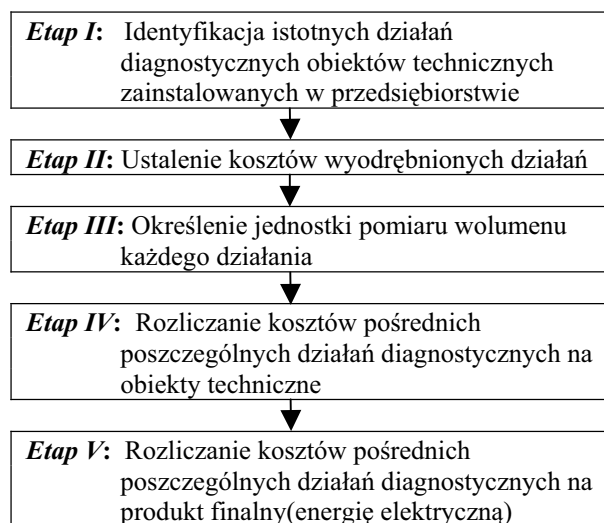 Etap I: Identyfikacja istotnych działań
diagnostycznych obiektów technicznych
zainstalowanych w przedsiębiorstwie
Etap II: Ustalenie kosztów wyodrębnionych działań
Etap III: Określenie jednostki pomiaru wolumenu
każdego działania
Etap IV: Rozliczanie kosztów pośrednich
poszczególnych działań diagnostycznych na
obiekty techniczne
Etap V: Rozliczanie kosztów pośrednich
poszczególnych działań diagnostycznych na
produkt finalny(energię elektryczną)